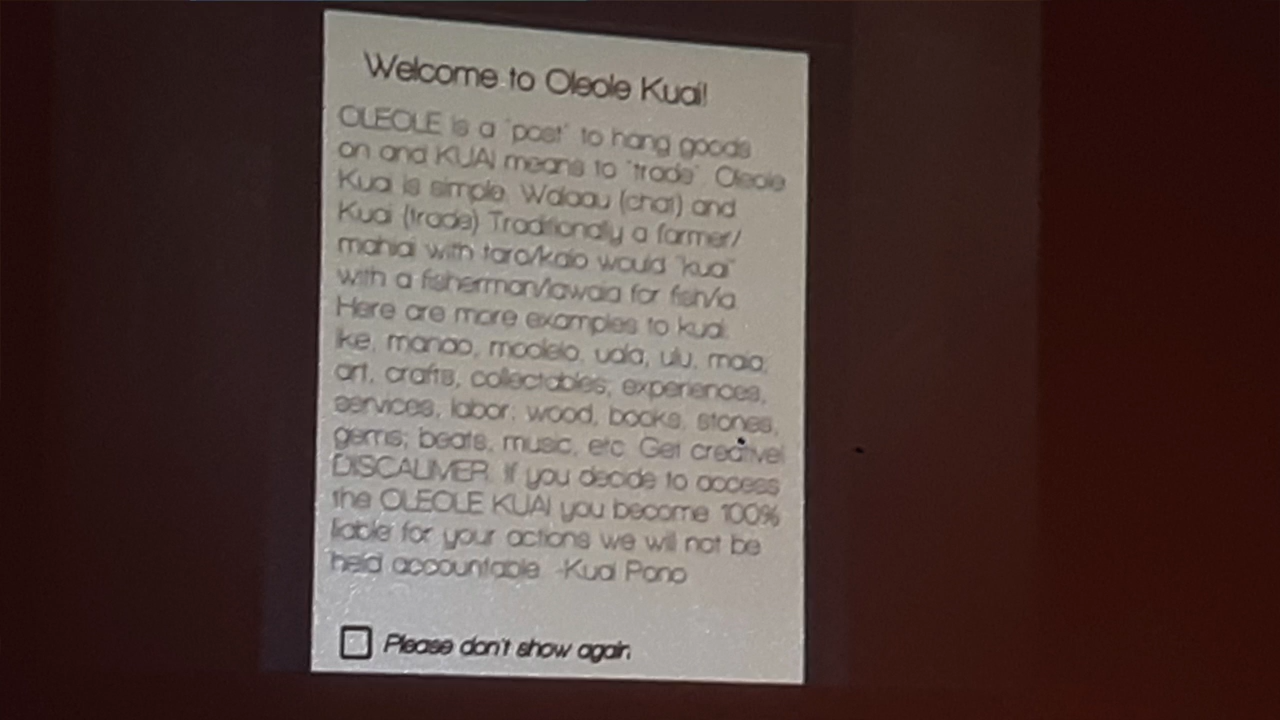 Welcome to Oleole Kuai!
OLEOLE is a "post" to hang goods
on and KUAI means to "trade". Oleole
Kuai is simple. Walaau (chat) and
Kuai (trade) Traditionally a farmer/
mahiai with taro/kalo would "kuai"
with a fisherman/lawaia for fish/ia.
Here are more examples to kuai:
Ike, manao, moolelo, uala, ulu, maia,
art, crafts, collectables, experiences,
services, labor, wood, books, stones,
gems; beats, music, etc. Get creative!
DISCALIMER: If you decide to access
the OLEOLE KUAI you become 100%
liable for your actions we will not be
held accountable. -Kuai Pono
Please don't show again.